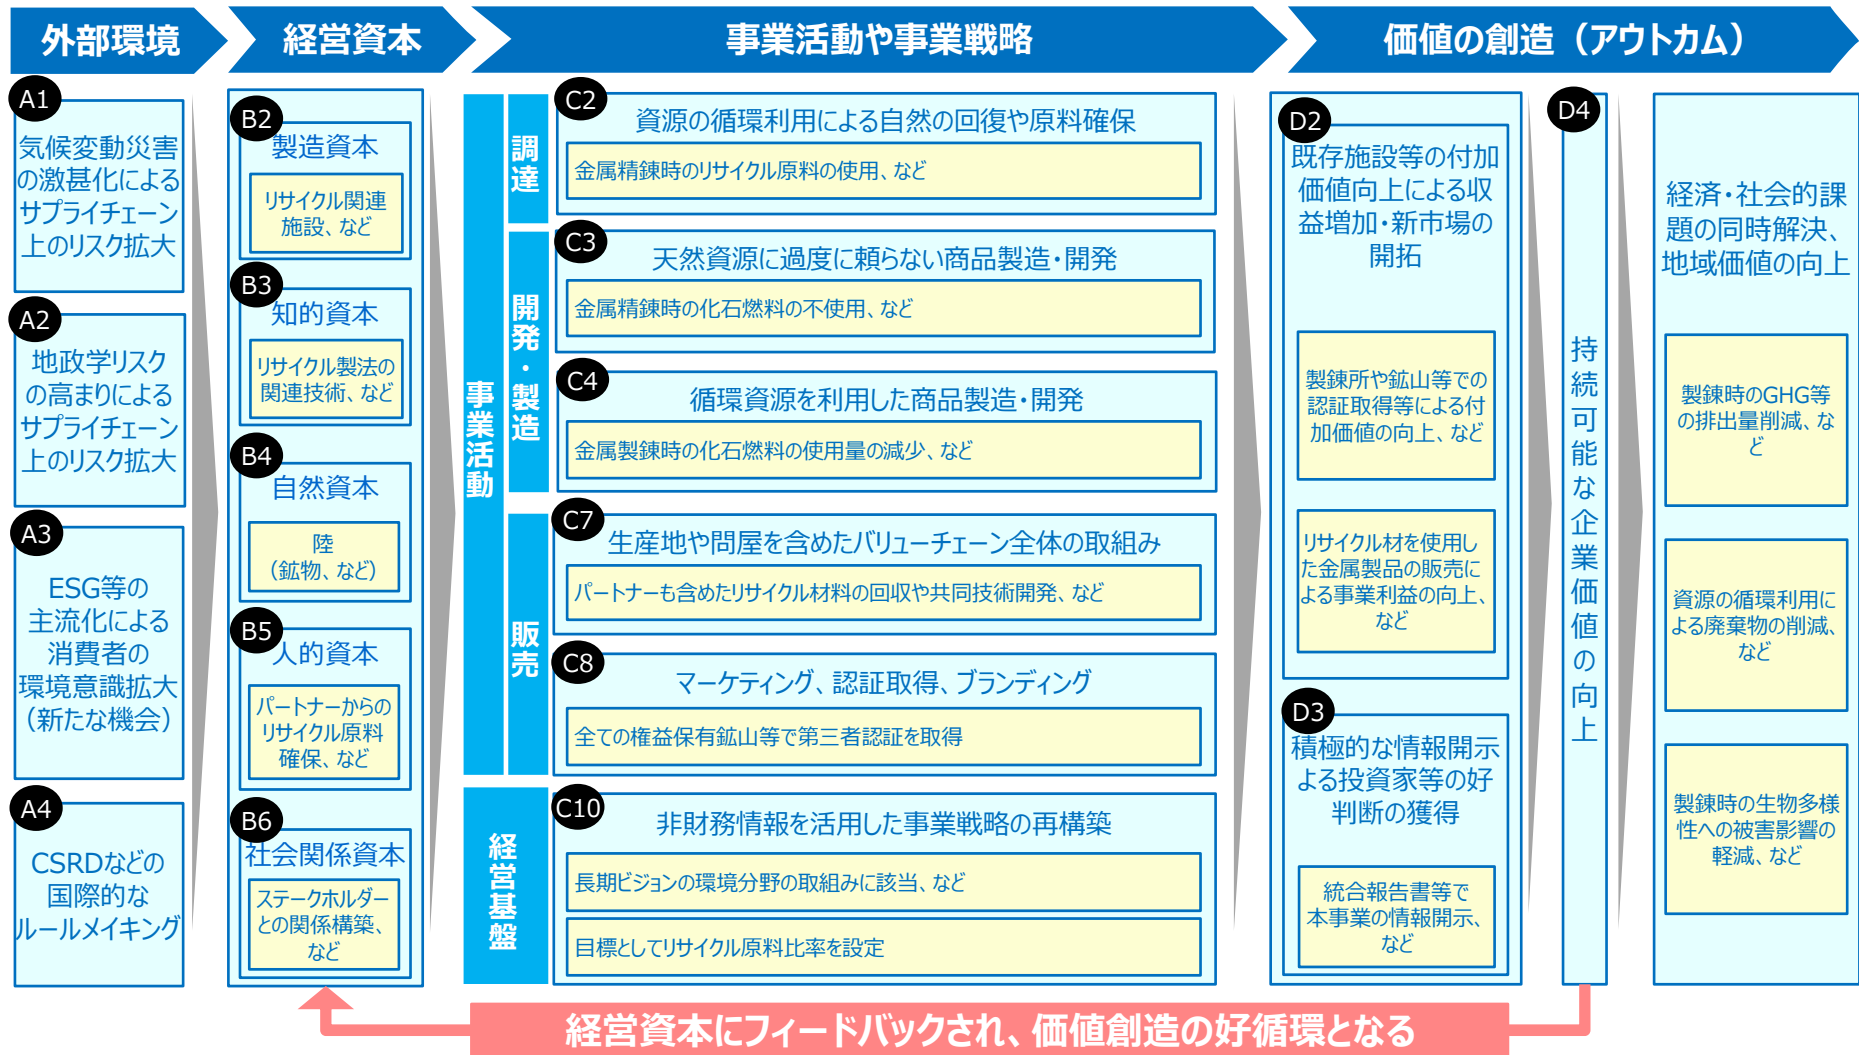 外部環境
経営資本
事業活動や事業戦略
価値の創造（アウトカム）
A1
気候変動災害
の激甚化による
サプライチェーン
上のリスク拡大
A2
地政学リスク
の高まりによる
サプライチェーン
上のリスク拡大
A3
ESG等の
主流化による
消費者の
環境意識拡大
（新たな機会）
A4
CSRDなどの
国際的な
ルールメイキング
B2
製造資本
リサイクル関連
施設、など
B3
知的資本
リサイクル製法の
関連技術、など
B4
自然資本
陸
（鉱物、など）
B5
人的資本
パートナーからの
リサイクル原料
確保、など
B6
社会関係資本
ステークホルダー
との関係構築、
など
事業活動
調達
C2
資源の循環利用による自然の回復や原料確保
金属精錬時のリサイクル原料の使用、など
開発・製造
C3
天然資源に過度に頼らない商品製造・開発
金属精錬時の化石燃料の不使用、など
C4
循環資源を利用した商品製造・開発
金属製錬時の化石燃料の使用量の減少、など
販売
C7
生産地や問屋を含めたバリューチェーン全体の取組み
パートナーも含めたリサイクル材料の回収や共同技術開発、など
C8
マーケティング、認証取得、ブランディング
全ての権益保有鉱山等で第三者認証を取得
経営基盤
C10
非財務情報を活用した事業戦略の再構築
長期ビジョンの環境分野の取組みに該当、など
目標としてリサイクル原料比率を設定
D2
既存施設等の付加
価値向上による収
益増加・新市場の
開拓
製錬所や鉱山等での
認証取得等による付
加価値の向上、など
リサイクル材を使用し
た金属製品の販売に
よる事業利益の向上、
など
D3
積極的な情報開示
よる投資家等の好
判断の獲得
統合報告書等で
本事業の情報開示、
など
D4
持続可能な企業価値の向上
経済・社会的課
題の同時解決、
地域価値の向上
製錬時のGHG等
の排出量削減、な
ど
資源の循環利用に
よる廃棄物の削減、
など
製錬時の生物多様
性への被害影響の
軽減、など
経営資本にフィードバックされ、価値創造の好循環となる